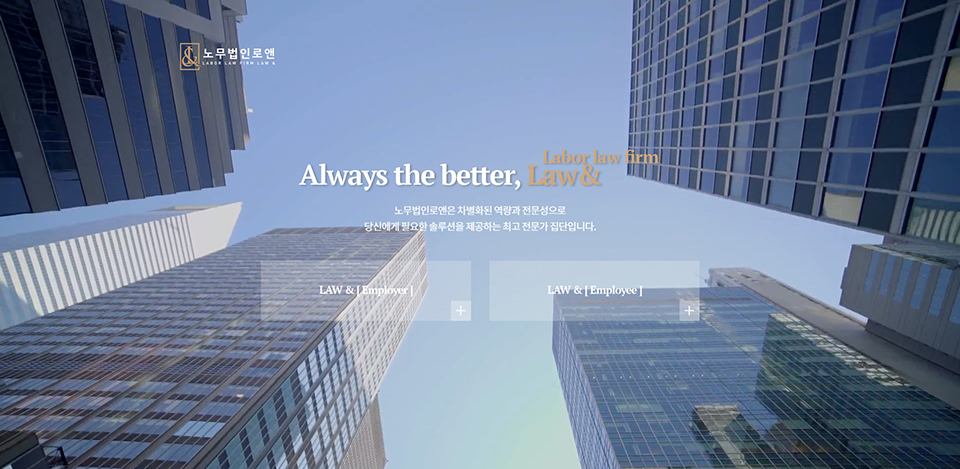 노무법인로앤
LABOR LAW FIRM LAW &
Labor law firm
Always the better, Law&
노무법인로앤은 차별화된 역량과 전문성으로
당신에게 필요한 솔루션을 제공하는 최고 전문가 집단입니다.
LAW & [ Employer ]
+
LAW & [ Employee ]
+